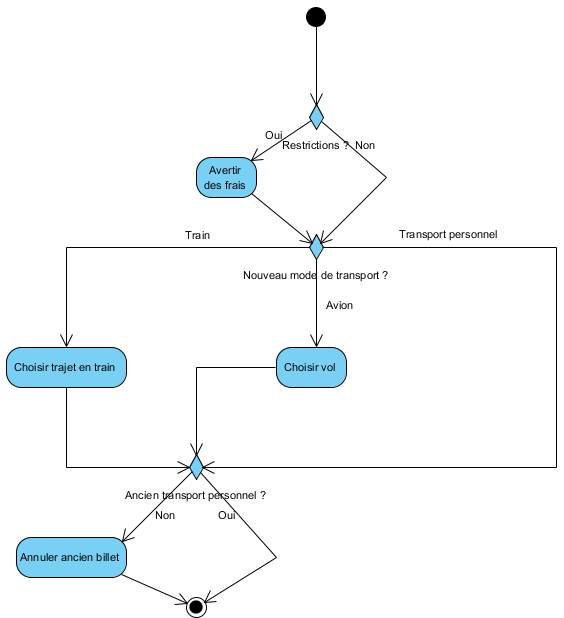 Oui
Restrictions ?
Non
Avertir
des frais
Train
Transport personnel
Nouveau mode de transport ?
Avion
Choisir trajet en train
Choisir vol
Ancien transport personnel ?
Non
Oui
Annuler ancien billet